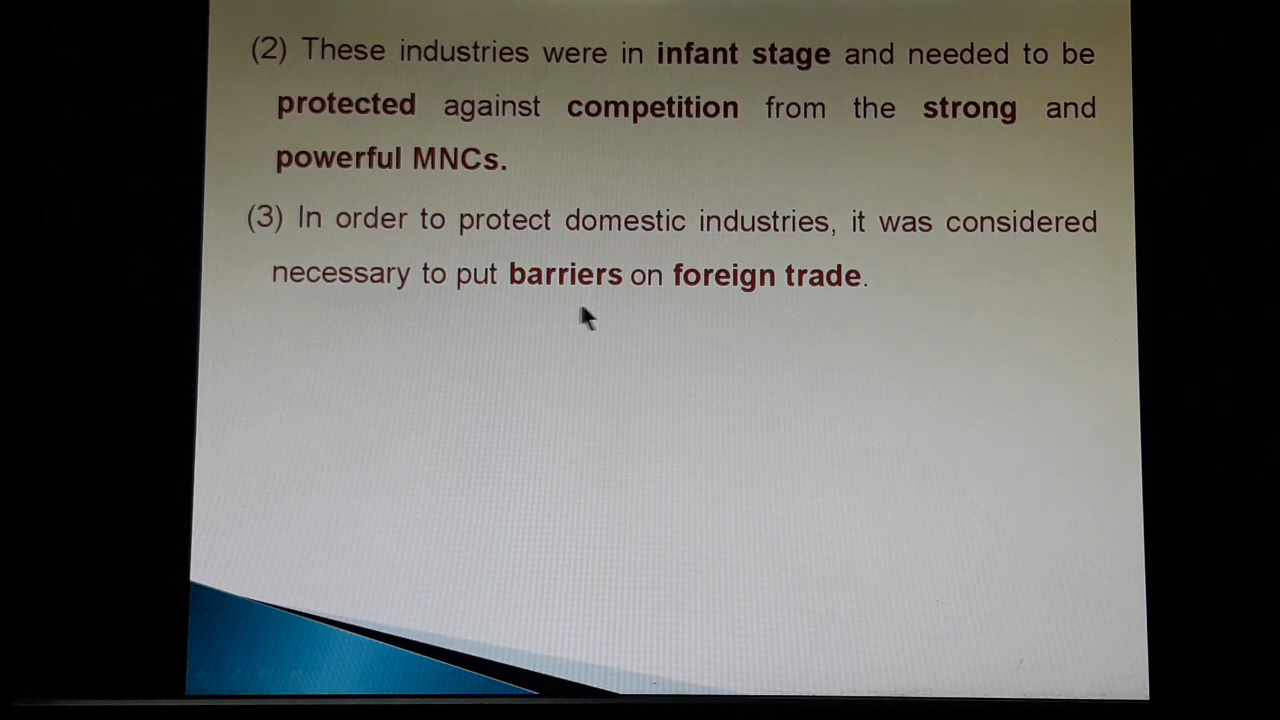 (2) These industries were in infant stage and needed to be
protected against competition from the strong and
powerful MNCs.
(3) In order to protect domestic industries, it was considered
necessary to put barriers on foreign trade.